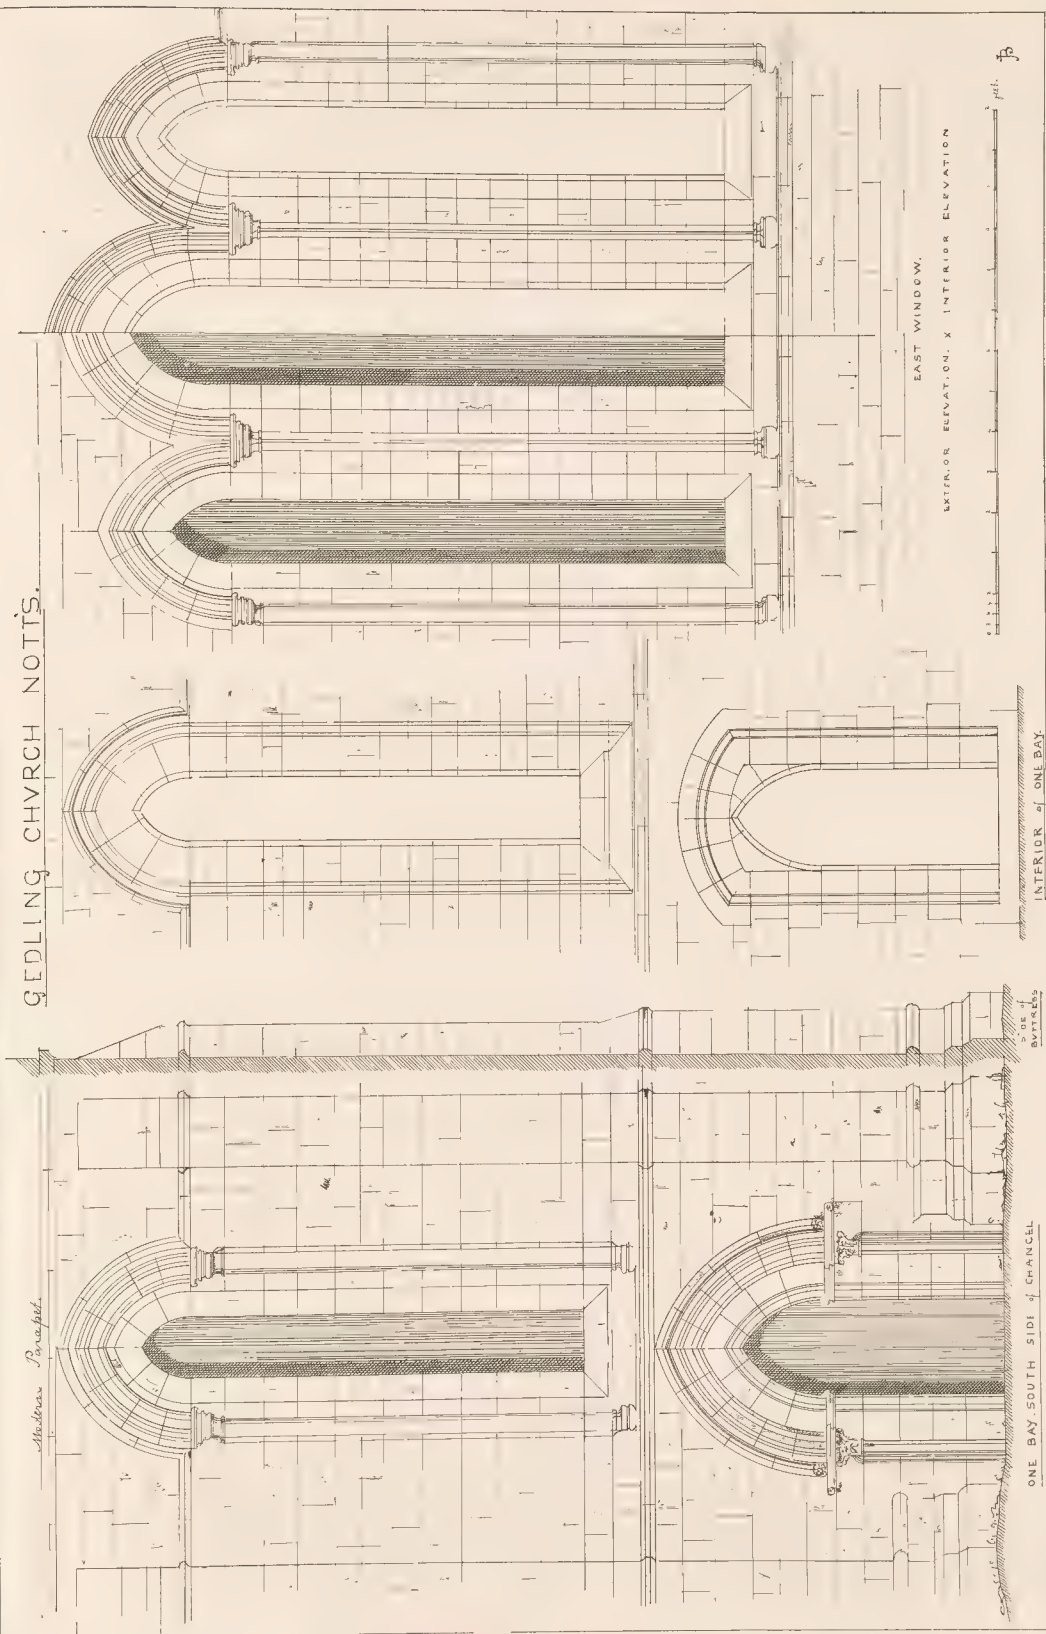 GEDLING CHVRCH NOTTS.
Modern Parapet.
EAST WINDOW.
EXTERIOR ELEVATION. X INTERIOR ELEVATION
feet.
ONE BAY. SOUTH SIDE of CHANCEL
SIDE of
BUTTRESS
INTERIOR of ONE BAY.